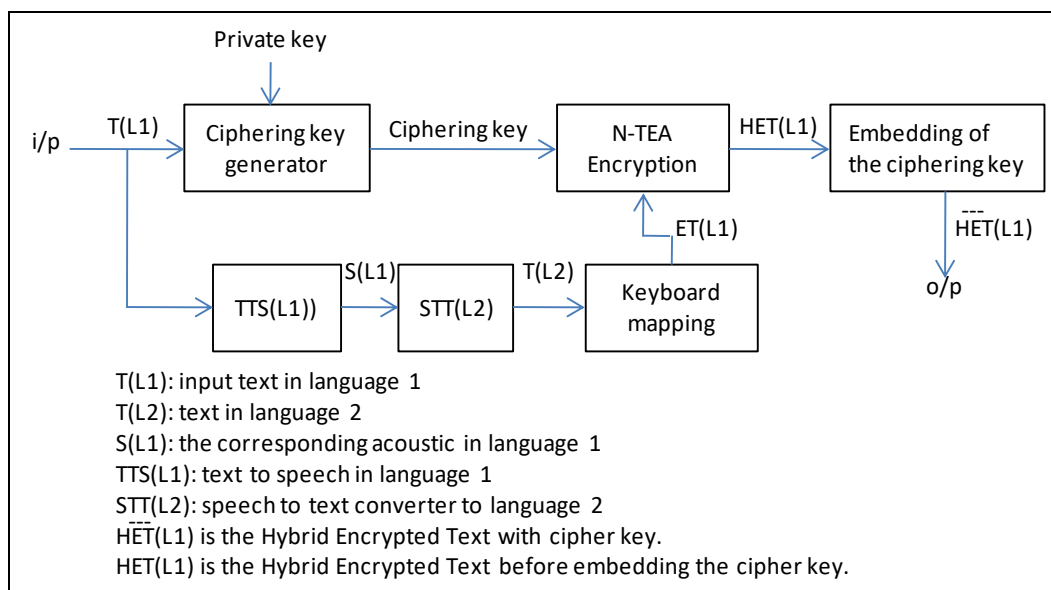 Private key
i/p
T(L1)
Ciphering key
generator
Ciphering key
N-TEA
Encryption
HET(L1)
Embedding of
the ciphering key
---
HET(L1)
o/p
ET(L1)
TTS(L1))
S(L1)
STT(L2)
T(L2)
Keyboard
mapping
T(L1): input text in language 1
T(L2): text in language 2
S(L1): the corresponding acoustic in language 1
TTS(L1): text to speech in language 1
STT(L2): speech to text converter to language 2
---
HET(L1) is the Hybrid Encrypted Text with cipher key.
HET(L1) is the Hybrid Encrypted Text before embedding the cipher key.